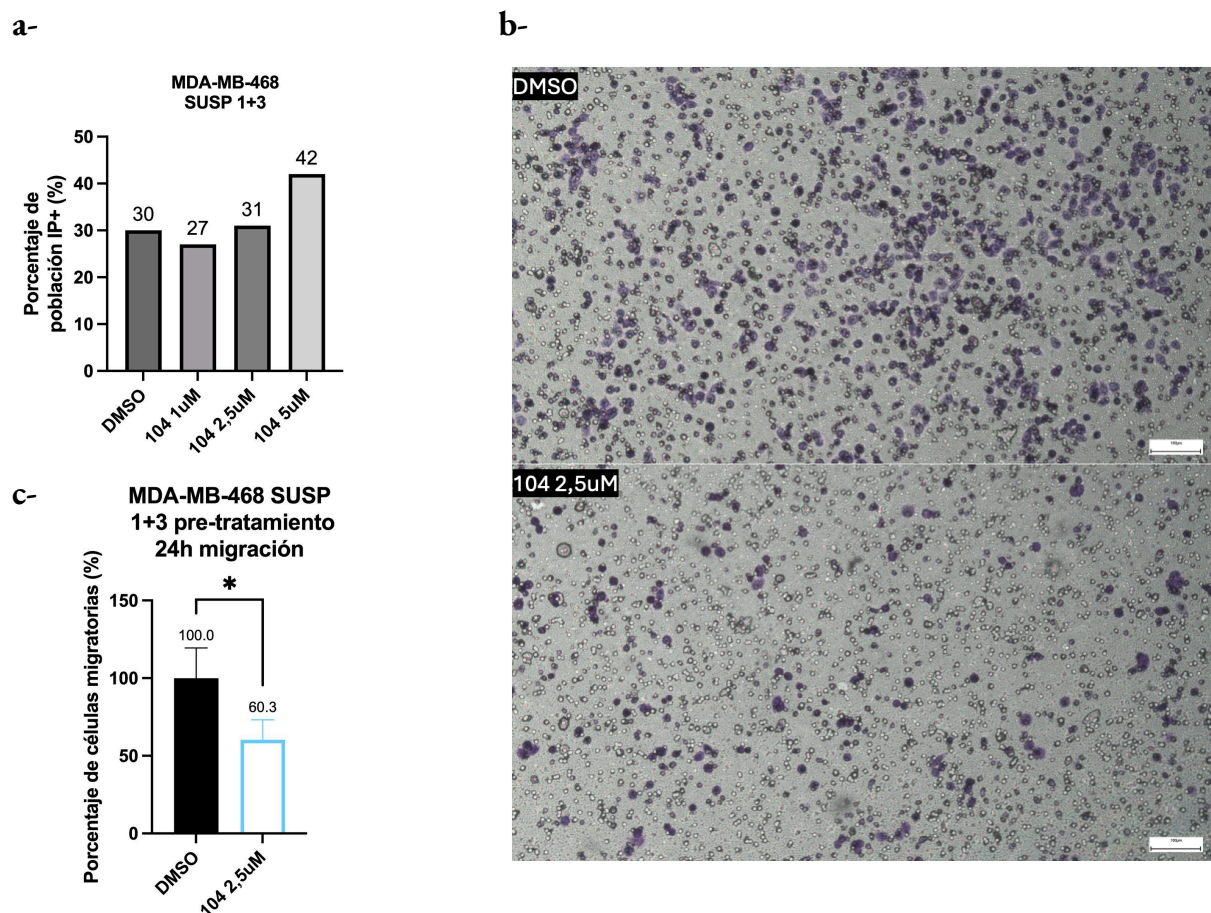 a-
MDA-MB-468
SUSP 1+3
Porcentaje de
población IP+ (%)
50
40
30
20
10
0
30
27
31
42
DMSO
104 1uM
104 2,5uM
104 5uM
b-
DMSO
100µm
104 2,5uM
100µm
c-
MDA-MB-468 SUSP
1+3 pre-tratamiento
24h migración
Porcentaje de células migratorias (%)
150
100
50
0
*
100.0
60.3
DMSO
104 2,5uM